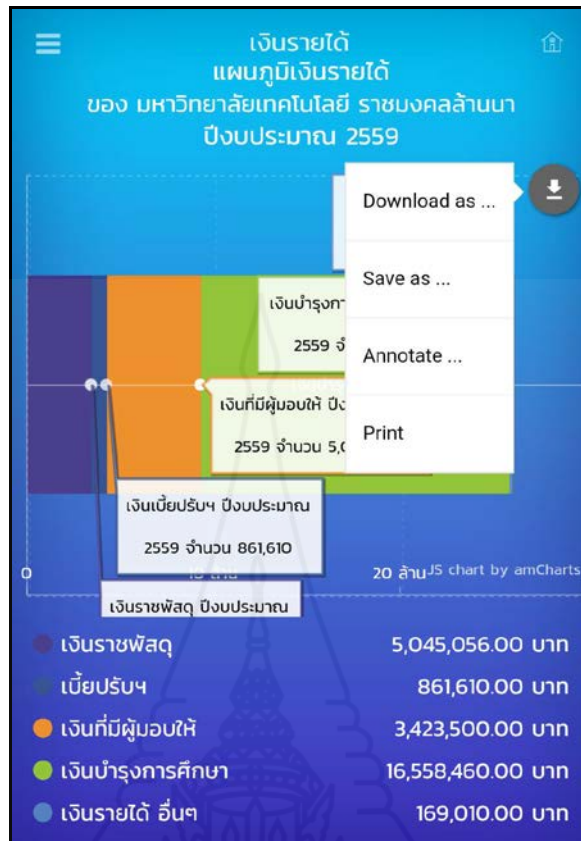 เงินรายได้
แผนภูมิเงินรายได้
ของ มหาวิทยาลัยเทคโนโลยี ราชมงคลล้านนา
ปีงบประมาณ 2559
Download as ...
Save as ...
Annotate ...
Print
เงินบำรุงกา
2559 จำ
เงินที่มีผู้มอบให้ ปีง
2559 จำนวน 5,0
เงินเบี้ยปรับฯ ปีงบประมาณ
2559 จำนวน 861,610
0
20 ล้าน
JS chart by amCharts
เงินราชพัสดุ ปีงบประมาณ
เงินราชพัสดุ 5,045,056.00 บาท
เบี้ยปรับฯ 861,610.00 บาท
เงินที่มีผู้มอบให้ 3,423,500.00 บาท
เงินบำรุงการศึกษา 16,558,460.00 บาท
เงินรายได้ อื่นๆ 169,010.00 บาท